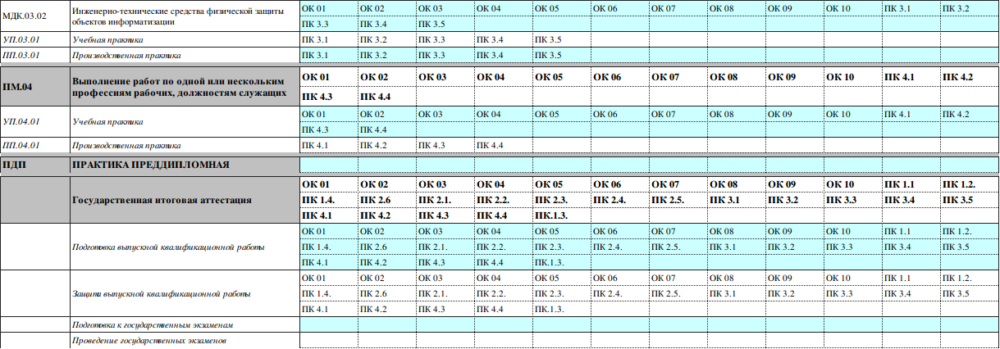 МДК.03.02 Инженерно-технические средства физической защиты объектов информатизации ОК 01 ОК 02 ОК 03 ОК 04 ОК 05 ОК 06 ОК 07 ОК 08 ОК 09 ОК 10 ПК 3.1 ПК 3.2
ПК 3.3 ПК 3.4 ПК 3.5
УП.03.01 Учебная практика ПК 3.1 ПК 3.2 ПК 3.3 ПК 3.4 ПК 3.5
ПП.03.01 Производственная практика ПК 3.1 ПК 3.2 ПК 3.3 ПК 3.4 ПК 3.5
ПМ.04 Выполнение работ по одной или нескольким профессиям рабочих, должностям служащих ОК 01 ОК 02 ОК 03 ОК 04 ОК 05 ОК 06 ОК 07 ОК 08 ОК 09 ОК 10 ПК 4.1 ПК 4.2
ПК 4.3 ПК 4.4
УП.04.01 Учебная практика ОК 01 ОК 02 ОК 03 ОК 04 ОК 05 ОК 06 ОК 07 ОК 08 ОК 09 ОК 10 ПК 4.1 ПК 4.2
ПК 4.3 ПК 4.4
ПП.04.01 Производственная практика ПК 4.1 ПК 4.2 ПК 4.3 ПК 4.4
ПДП ПРАКТИКА ПРЕДДИПЛОМНАЯ
Государственная итоговая аттестация ОК 01 ОК 02 ОК 03 ОК 04 ОК 05 ОК 06 ОК 07 ОК 08 ОК 09 ОК 10 ПК 1.1 ПК 1.2.
ПК 1.4. ПК 2.6 ПК 2.1. ПК 2.2. ПК 2.3. ПК 2.4. ПК 2.5. ПК 3.1 ПК 3.2 ПК 3.3 ПК 3.4 ПК 3.5
ПК 4.1 ПК 4.2 ПК 4.3 ПК 4.4 ПК.1.3.
Подготовка выпускной квалификационной работы ОК 01 ОК 02 ОК 03 ОК 04 ОК 05 ОК 06 ОК 07 ОК 08 ОК 09 ОК 10 ПК 1.1 ПК 1.2.
ПК 1.4. ПК 2.6 ПК 2.1. ПК 2.2. ПК 2.3. ПК 2.4. ПК 2.5. ПК 3.1 ПК 3.2 ПК 3.3 ПК 3.4 ПК 3.5
ПК 4.1 ПК 4.2 ПК 4.3 ПК 4.4 ПК.1.3.
Защита выпускной квалификационной работы ОК 01 ОК 02 ОК 03 ОК 04 ОК 05 ОК 06 ОК 07 ОК 08 ОК 09 ОК 10 ПК 1.1 ПК 1.2.
ПК 1.4. ПК 2.6 ПК 2.1. ПК 2.2. ПК 2.3. ПК 2.4. ПК 2.5. ПК 3.1 ПК 3.2 ПК 3.3 ПК 3.4 ПК 3.5
ПК 4.1 ПК 4.2 ПК 4.3 ПК 4.4 ПК.1.3.
Подготовка к государственным экзаменам
Проведение государственных экзаменов